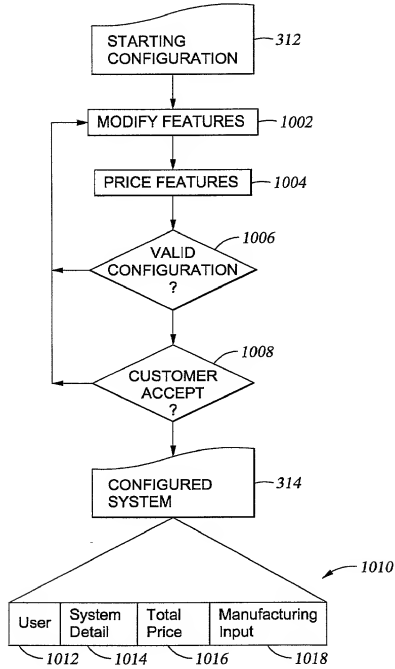 STARTING
CONFIGURATION
312
MODIFY FEATURES
1002
PRICE FEATURES
1004
1006
VALID
CONFIGURATION
?
1008
CUSTOMER
ACCEPT
?
CONFIGURED
SYSTEM
314
1010
User
System
Detail
Total
Price
Manufacturing
Input
1012
1014
1016
1018